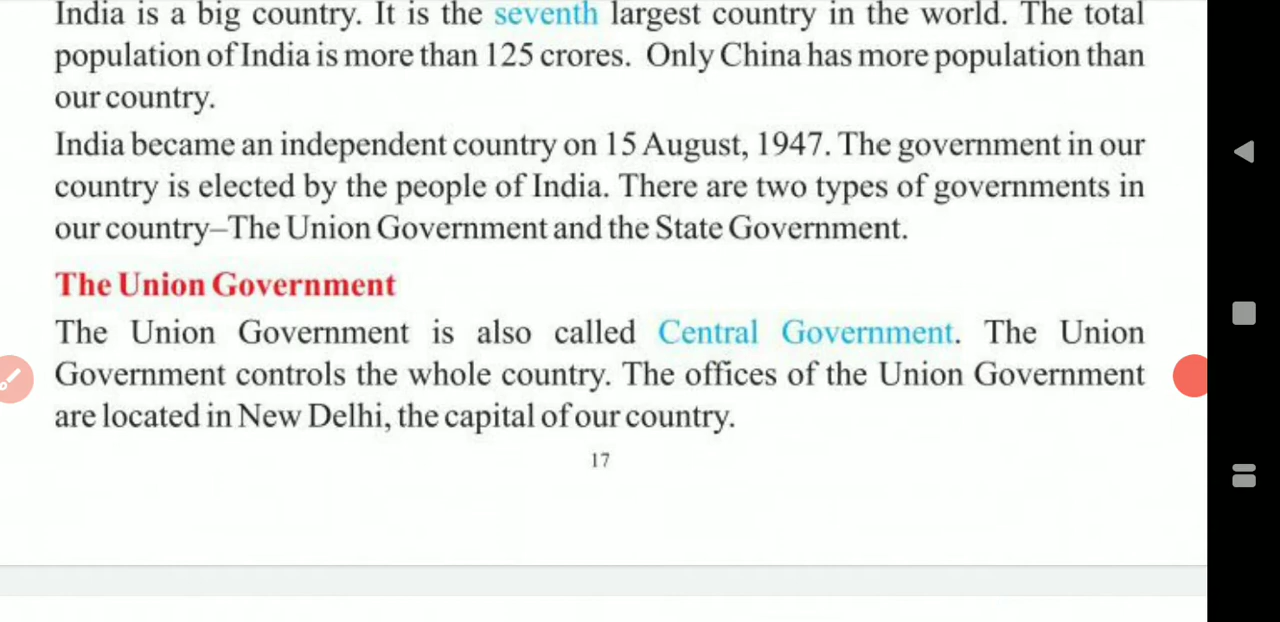 India is a big country. It is the seventh largest country in the world. The total
population of India is more than 125 crores. Only China has more population than
our country.
India became an independent country on 15 August, 1947. The government in our
country is elected by the people of India. There are two types of governments in
our country–The Union Government and the State Government.
The Union Government
The Union Government is also called Central Government. The Union
Government controls the whole country. The offices of the Union Government
are located in New Delhi, the capital of our country.
17